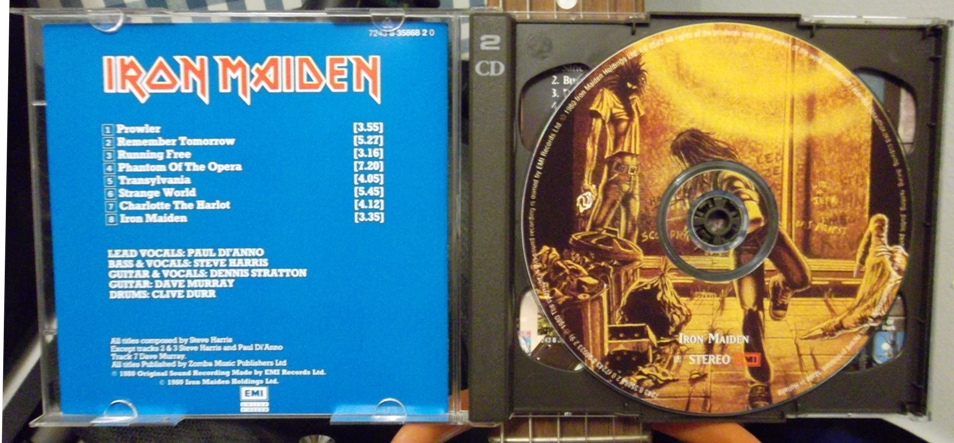 7243 8 35868 2 0
IRON MAIDEN
1 Prowler [3.55]
2 Remember Tomorrow [5.27]
3 Running Free [3.16]
4 Phantom Of The Opera [7.20]
5 Transylvania [4.05]
6 Strange World [5.45]
7 Charlotte The Harlot [4.12]
8 Iron Maiden [3.35]
LEAD VOCALS: PAUL DI'ANNO
BASS & VOCALS: STEVE HARRIS
GUITAR & VOCALS: DENNIS STRATTON
GUITAR: DAVE MURRAY
DRUMS: CLIVE DURR
All titles composed by Steve Harris
Except tracks 2 & 3 Steve Harris and Paul Di'Anno
Track 7 Dave Murray.
All titles Published by Zomba Music Publishers Ltd
℗ 1980 Original Sound Recording Made by EMI Records Ltd.
© 1980 Iron Maiden Holdings Ltd.
EMI
2
CD
2.
3.
IRON MAIDEN
STEREO EMI